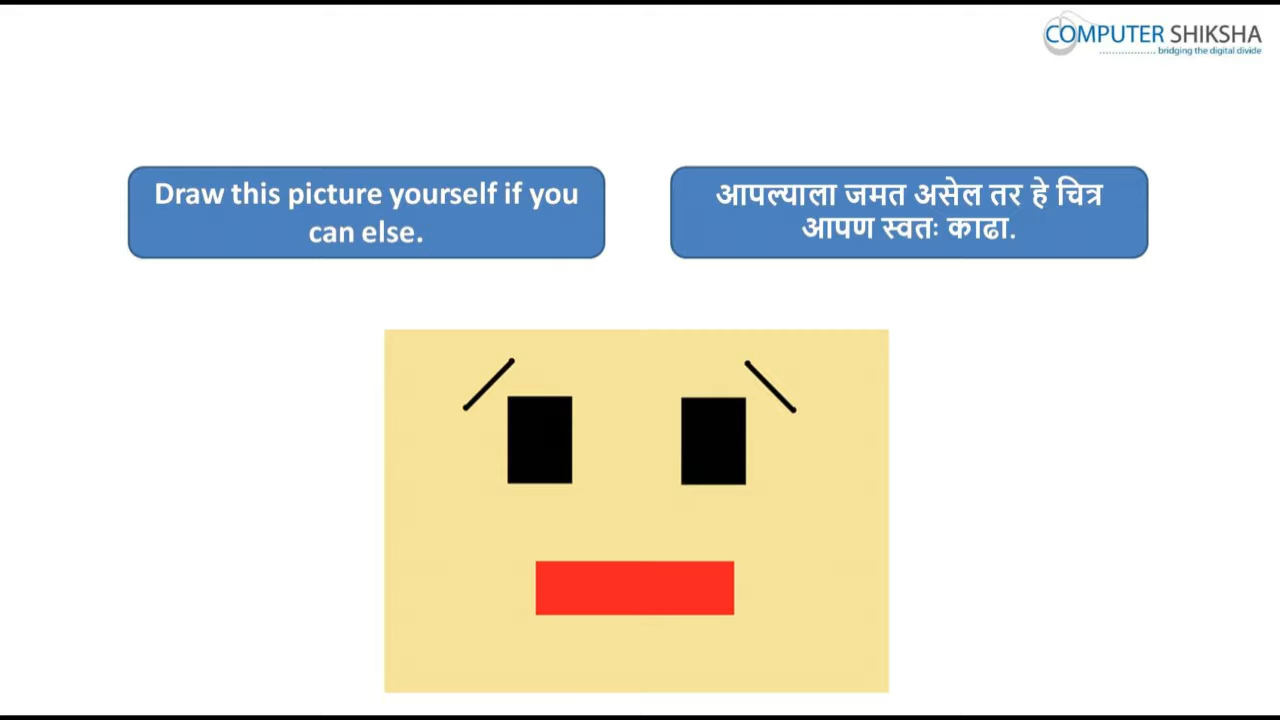 COMPUTER SHIKSHA
bridging the digital divide
Draw this picture yourself if you
can else.
आपल्याला जमत असेल तर हे चित्र
आपण स्वतः काढा.